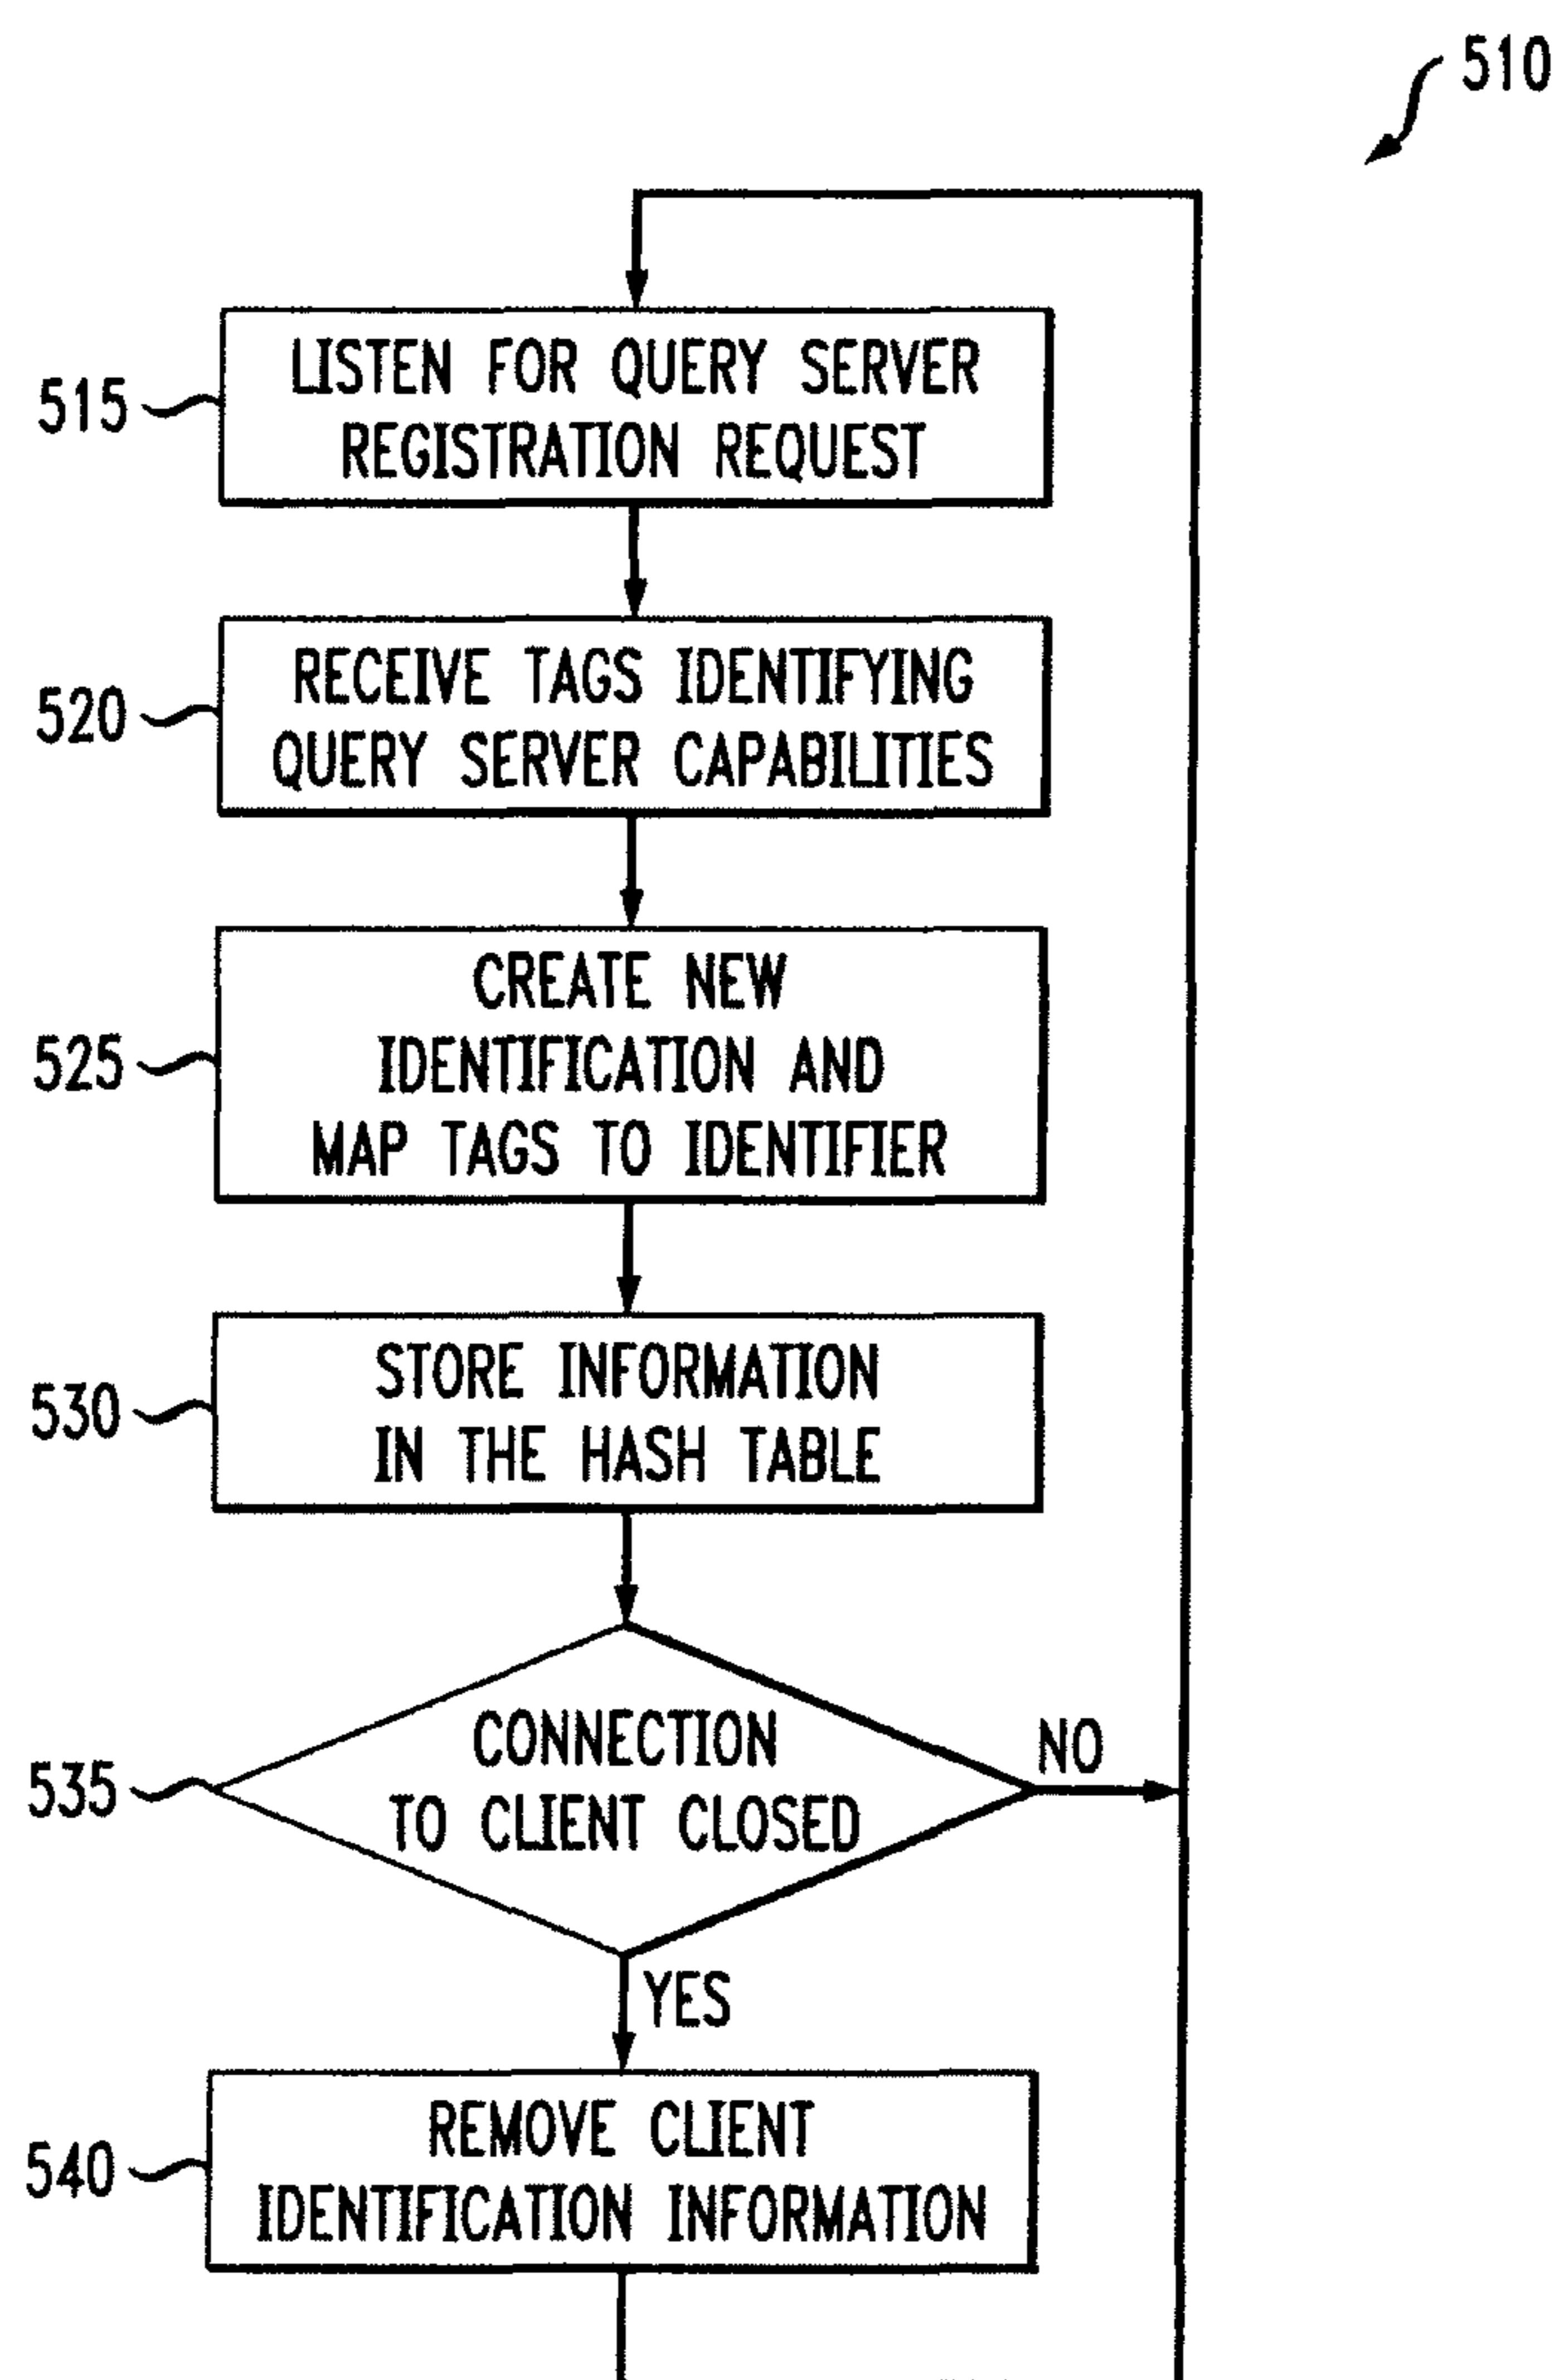 510
515
LISTEN FOR QUERY SERVER
REGISTRATION REQUEST
520
RECEIVE TAGS IDENTIFYING
QUERY SERVER CAPABILITIES
525
CREATE NEW
IDENTIFICATION AND
MAP TAGS TO IDENTIFIER
530
STORE INFORMATION
IN THE HASH TABLE
535
CONNECTION
TO CLIENT CLOSED
NO
YES
540
REMOVE CLIENT
IDENTIFICATION INFORMATION